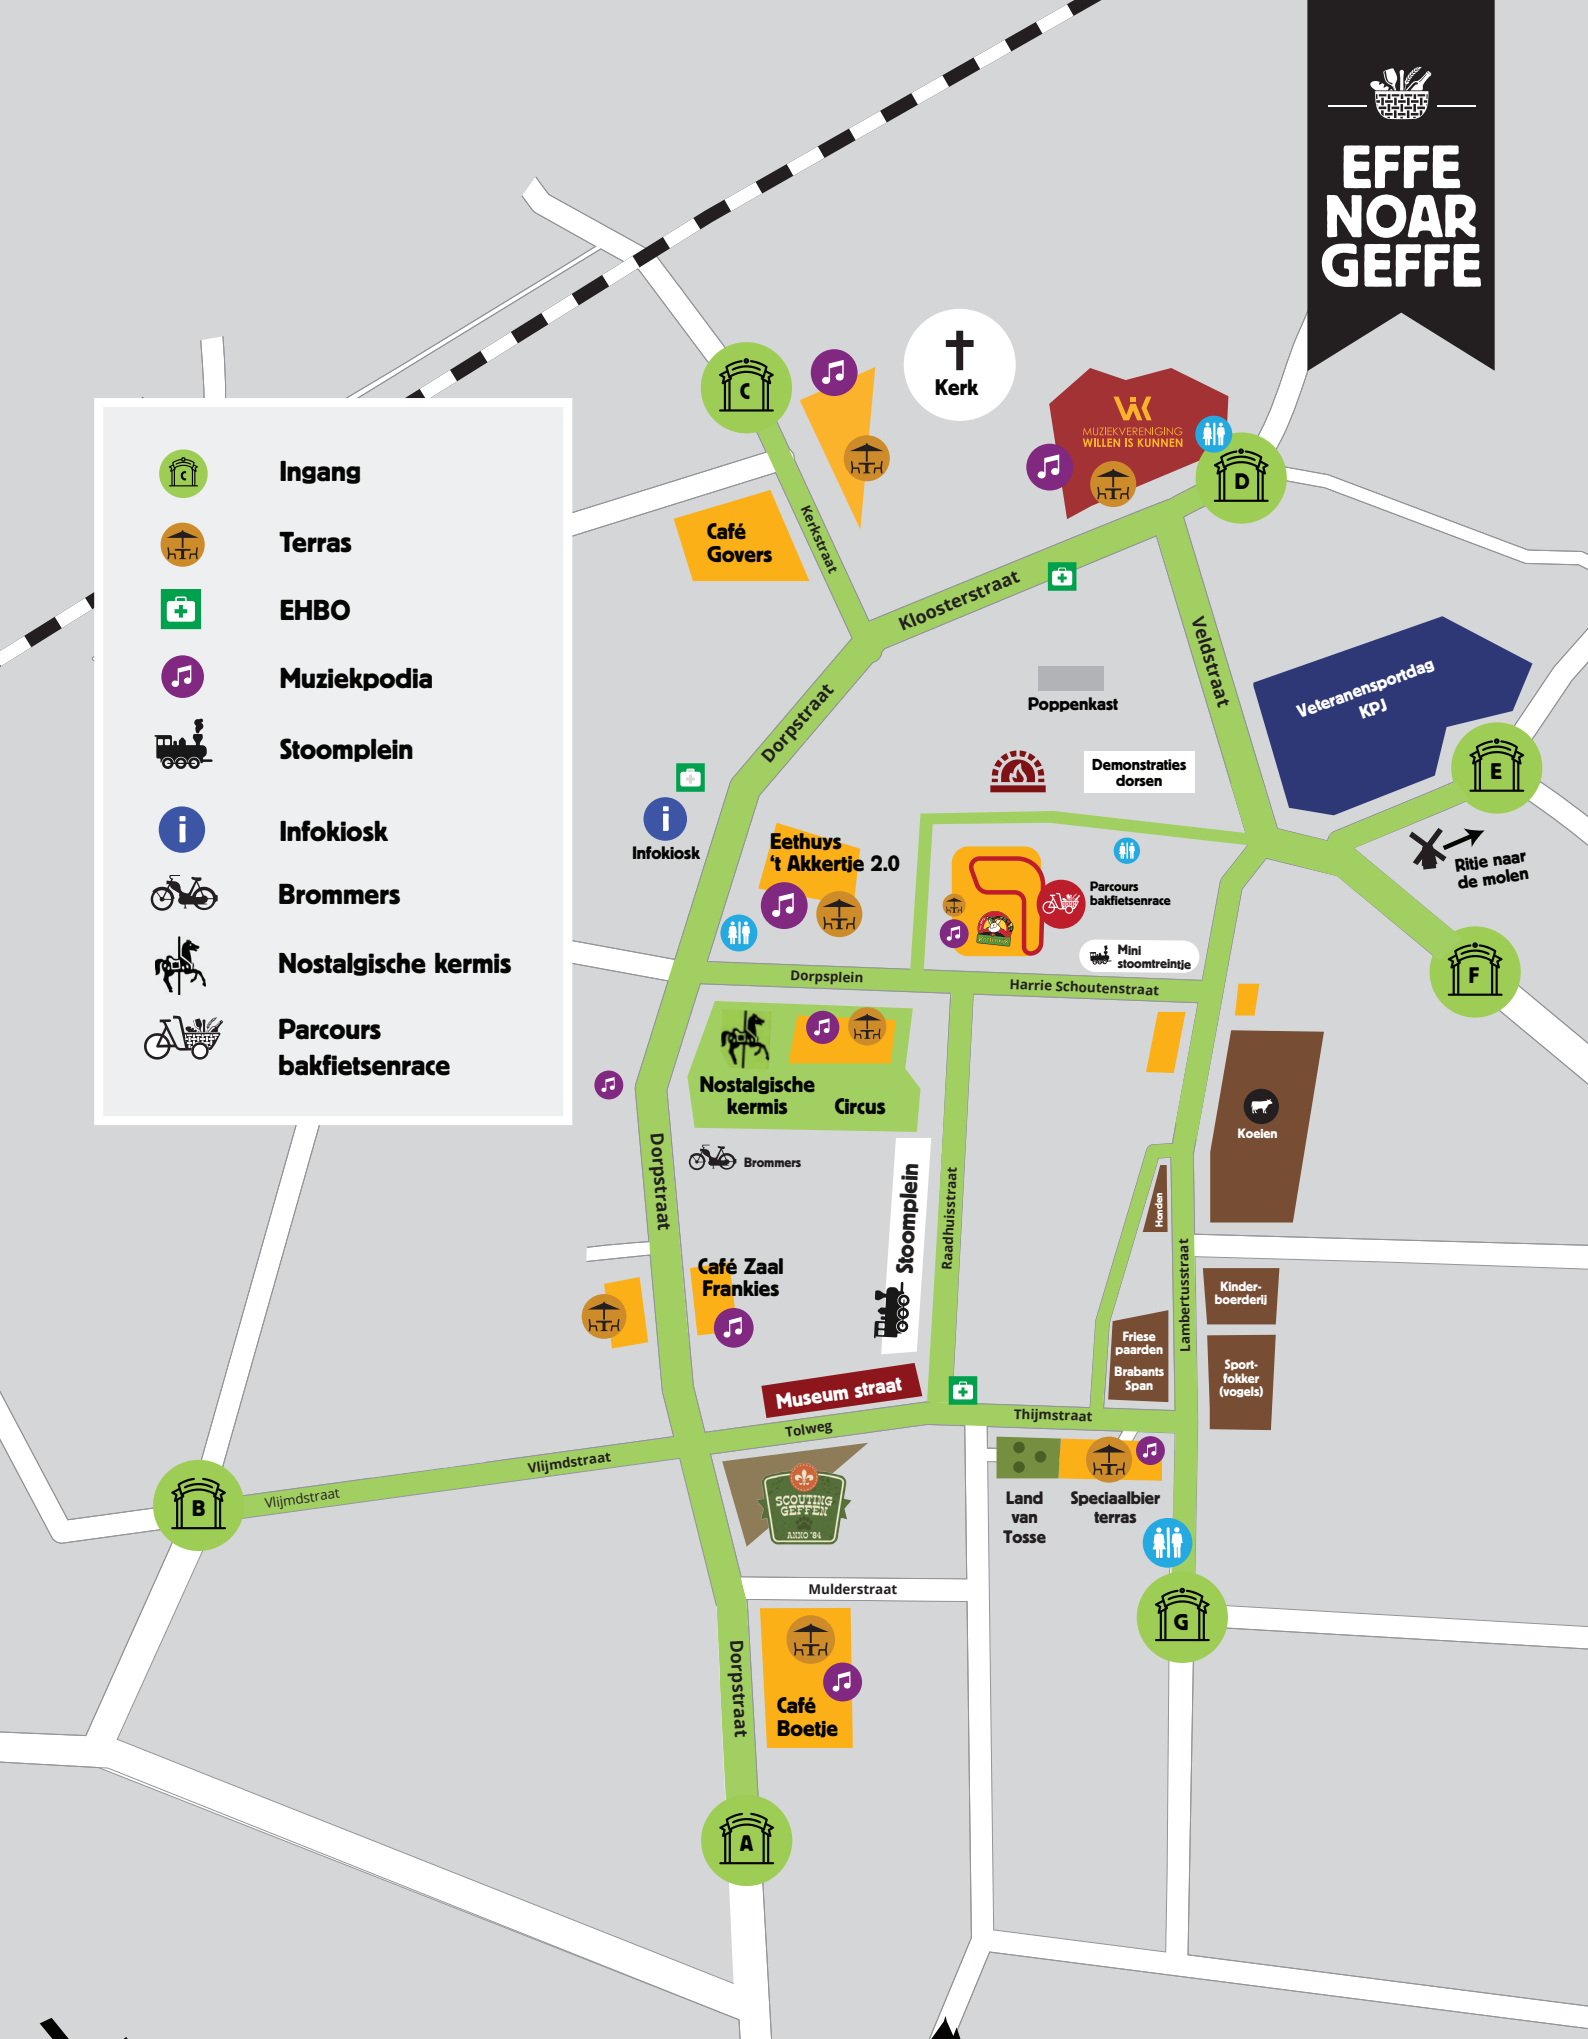 EFFE
NOAR
GEFFE
C
Kerk
WIK
MUZIEKVERENIGING
WILLEN IS KUNNEN
D
C
Ingang
Terras
EHBO
Muziekpodia
Stoomplein
i
Infokiosk
Brommers
Nostalgische kermis
Parcours
bakfietsenrace
Café
Govers
Kerkstraat
Kloosterstraat
Veldstraat
Veteranensportdag
KPJ
Poppenkast
Dorpstraat
Demonstraties
dorsen
E
i
Infokiosk
Eethuys
't Akkertje 2.0
Ritje naar
de molen
Parcours
bakfietsenrace
Mini
stoomtreintje
F
Dorpsplein
Harrie Schoutenstraat
Nostalgische
kermis
Circus
Koeien
Brommers
Dorpstraat
Stoomplein
Raadhuisstraat
Honden
Lambertusstraat
Café Zaal
Frankies
Kinder-
boerderij
Friese
paarden
Brabants
Span
Sport-
fokker
(vogels)
Museum straat
Thijmstraat
Tolweg
Vlijmdstraat
Vlijmdstraat
B
SCOUTING
GEFFEN
ANNO '84
Land
van
Tosse
Speciaalbier
terras
Mulderstraat
G
Dorpstraat
Café
Boetje
A